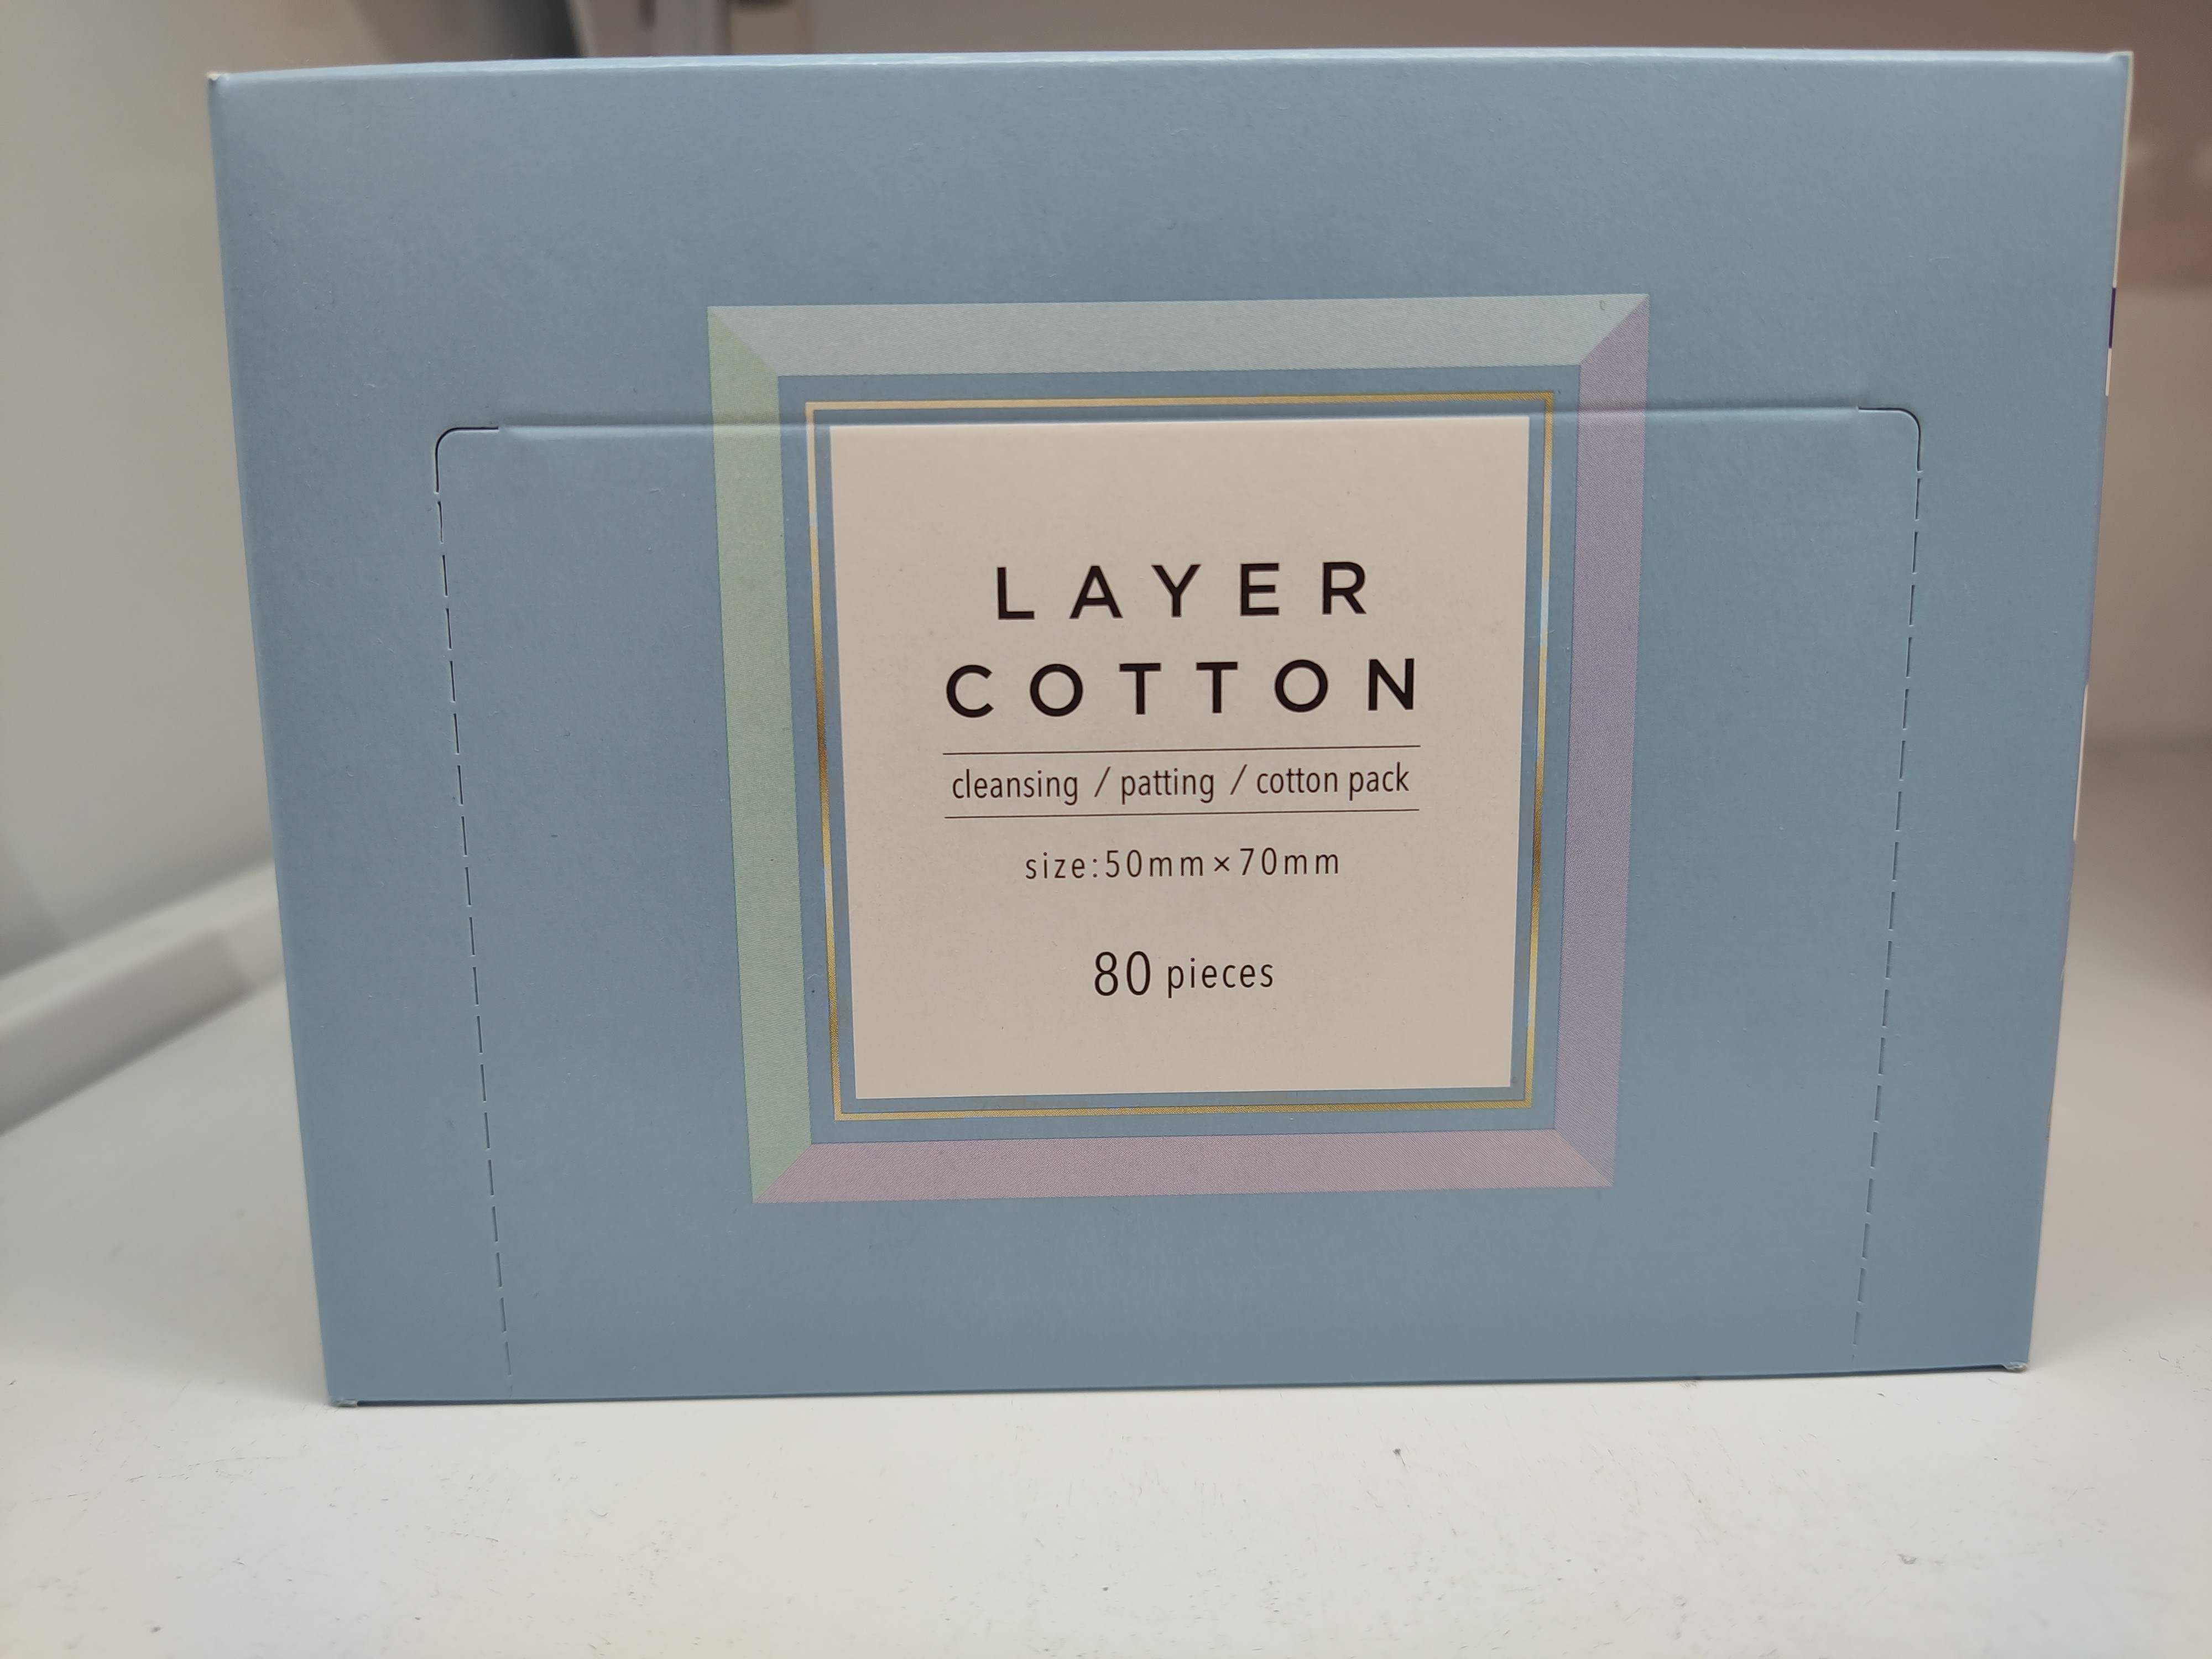 LAYER
COTTON
cleansing / patting / cotton pack
size:50mm×70mm
80 pieces